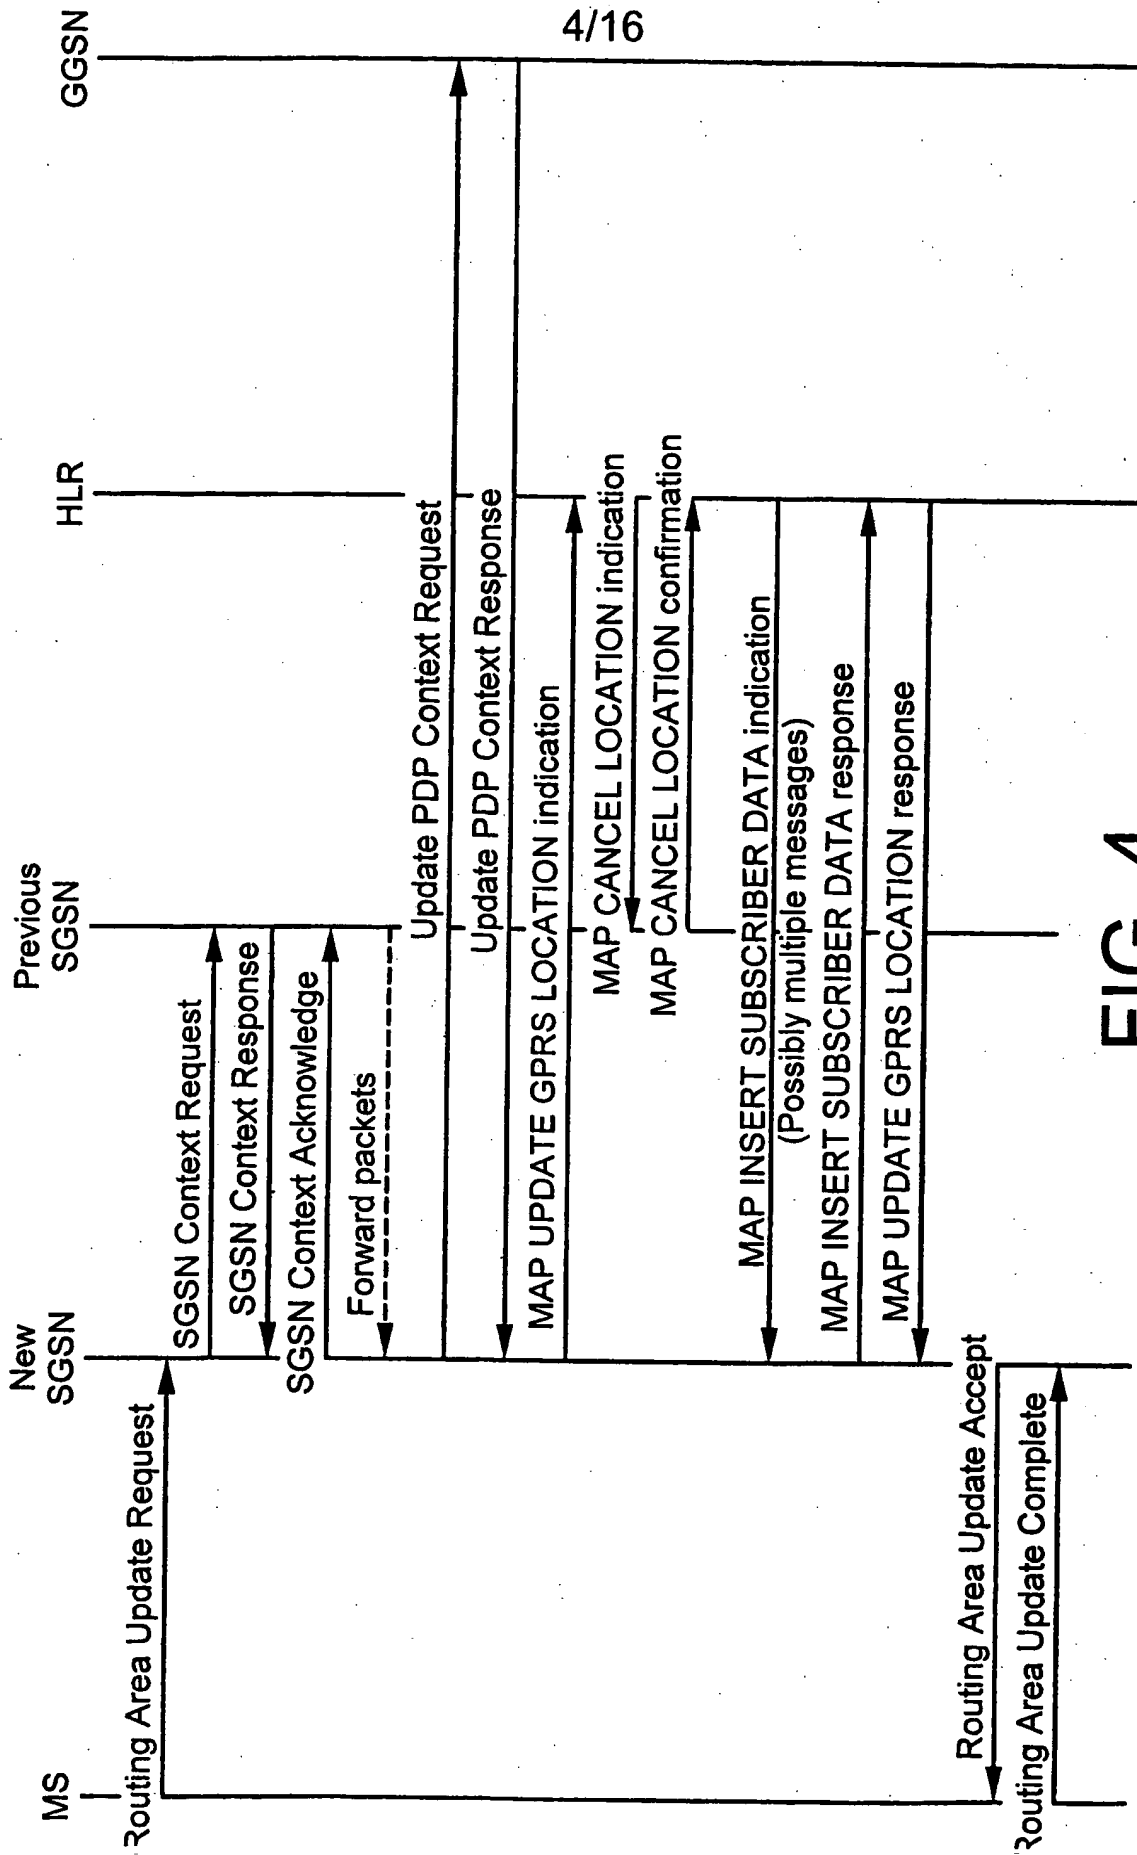 4/16
MS
New
SGSN
Previous
SGSN
HLR
GGSN
Routing Area Update Request
SGSN Context Request
SGSN Context Response
SGSN Context Acknowledge
Forward packets
Update PDP Context Request
Update PDP Context Response
MAP UPDATE GPRS LOCATION indication
MAP CANCEL LOCATION indication
MAP CANCEL LOCATION confirmation
MAP INSERT SUBSCRIBER DATA indication
(Possibly multiple messages)
MAP INSERT SUBSCRIBER DATA response
MAP UPDATE GPRS LOCATION response
Routing Area Update Accept
Routing Area Update Complete
FIG 4